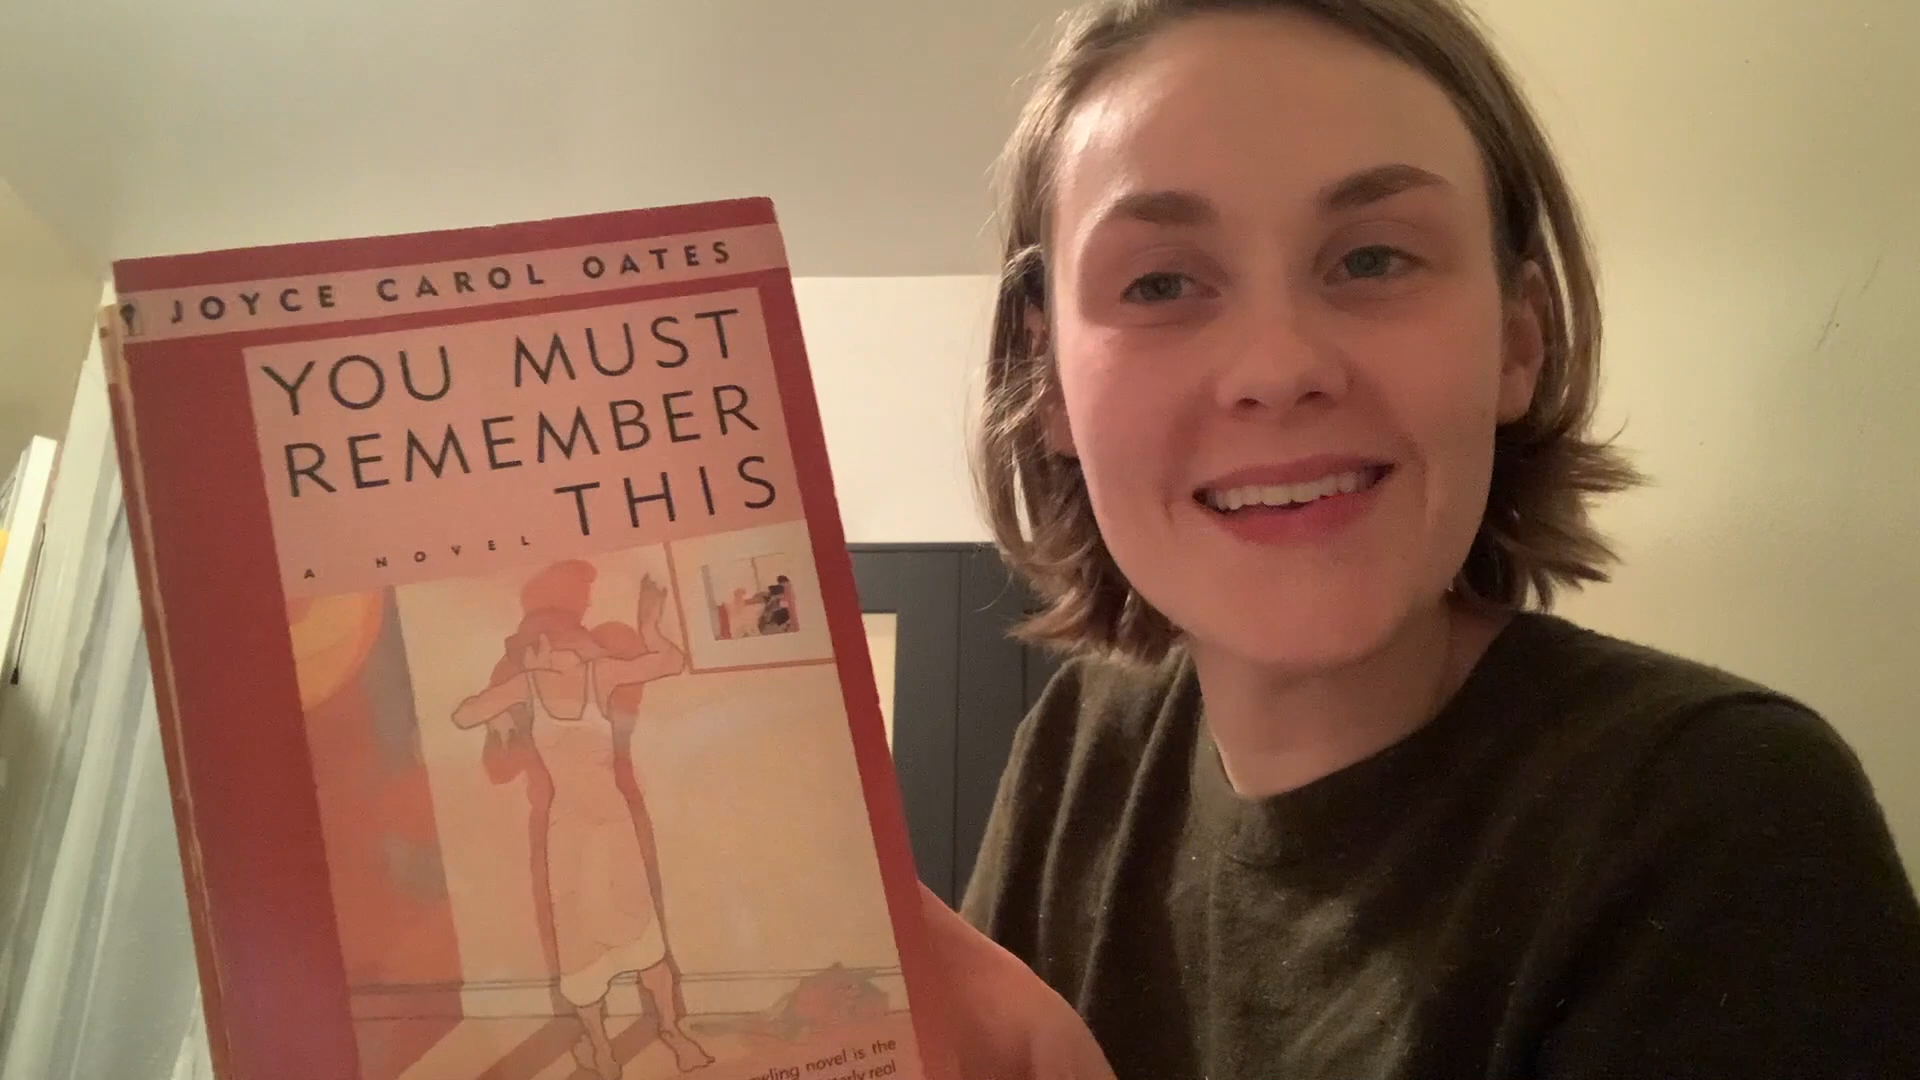 JOYCE CAROL OATES
YOU MUST
REMEMBER
THIS
A NOVEL
novel is the
real